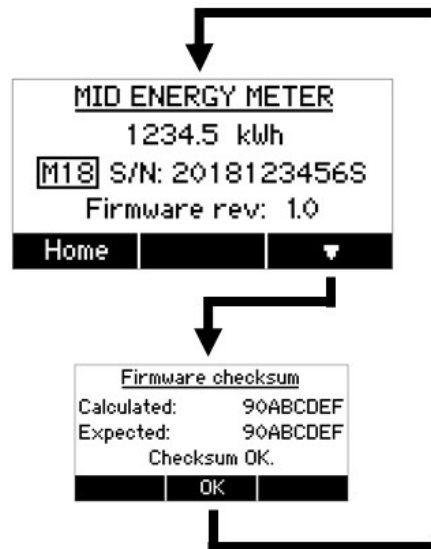 MID ENERGY METER
1234.5 kWh
M18 S/N: 2018123456S
Firmware rev: 1.0
Home ▼
Firmware checksum
Calculated: 90ABCDEF
Expected: 90ABCDEF
Checksum OK.
OK